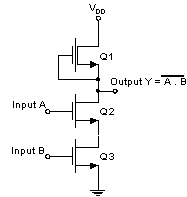 VDD
Q1
Output Y = A . B
Input A
Q2
Input B
Q3